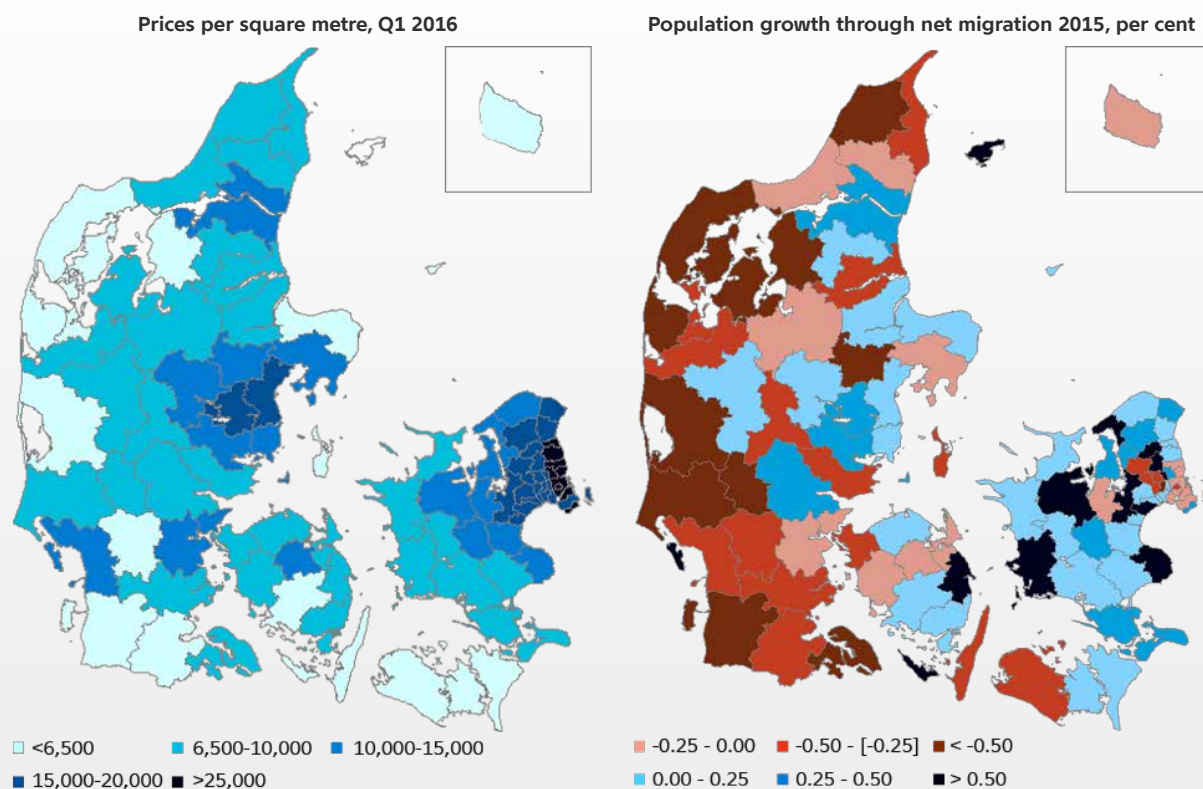 Prices per square metre, Q1 2016
Population growth through net migration 2015, per cent
<6,500
6,500-10,000
10,000-15,000
15,000-20,000
>25,000
-0.25 - 0.00
-0.50 - [-0.25]
< -0.50
0.00 - 0.25
0.25 - 0.50
> 0.50